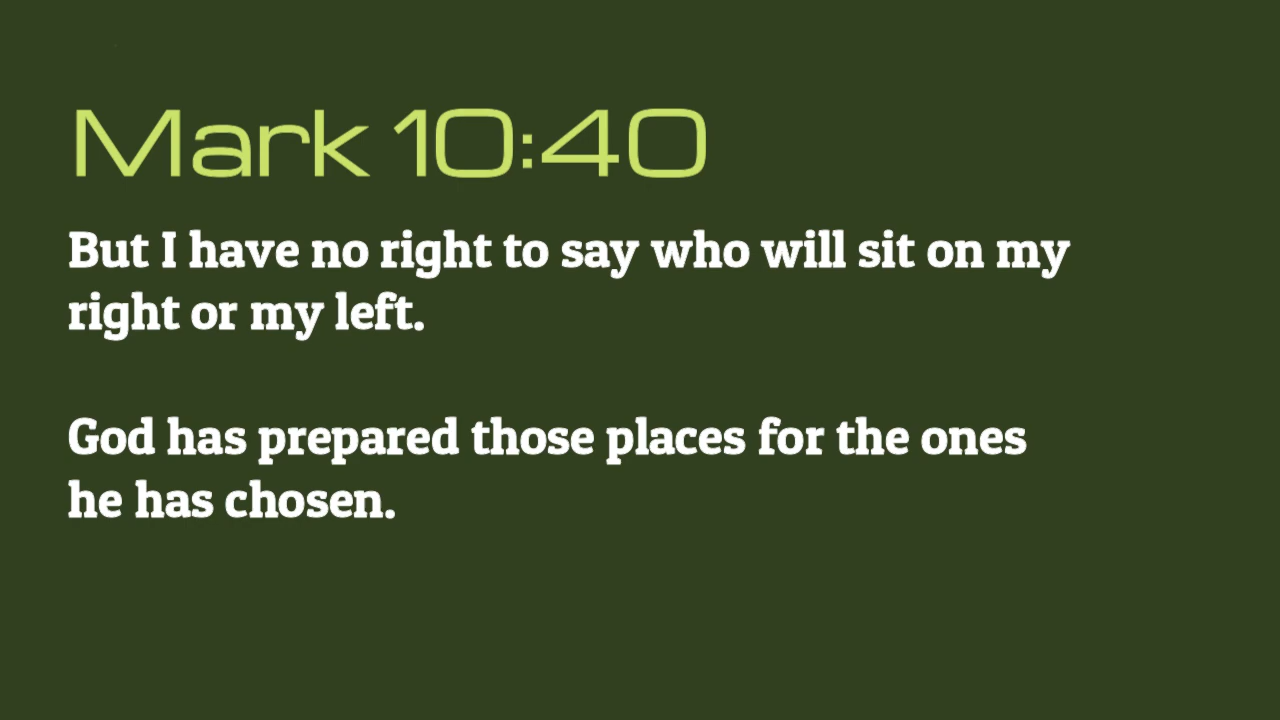 Mark 10:40
But I have no right to say who will sit on my
right or my left.
God has prepared those places for the ones
he has chosen.